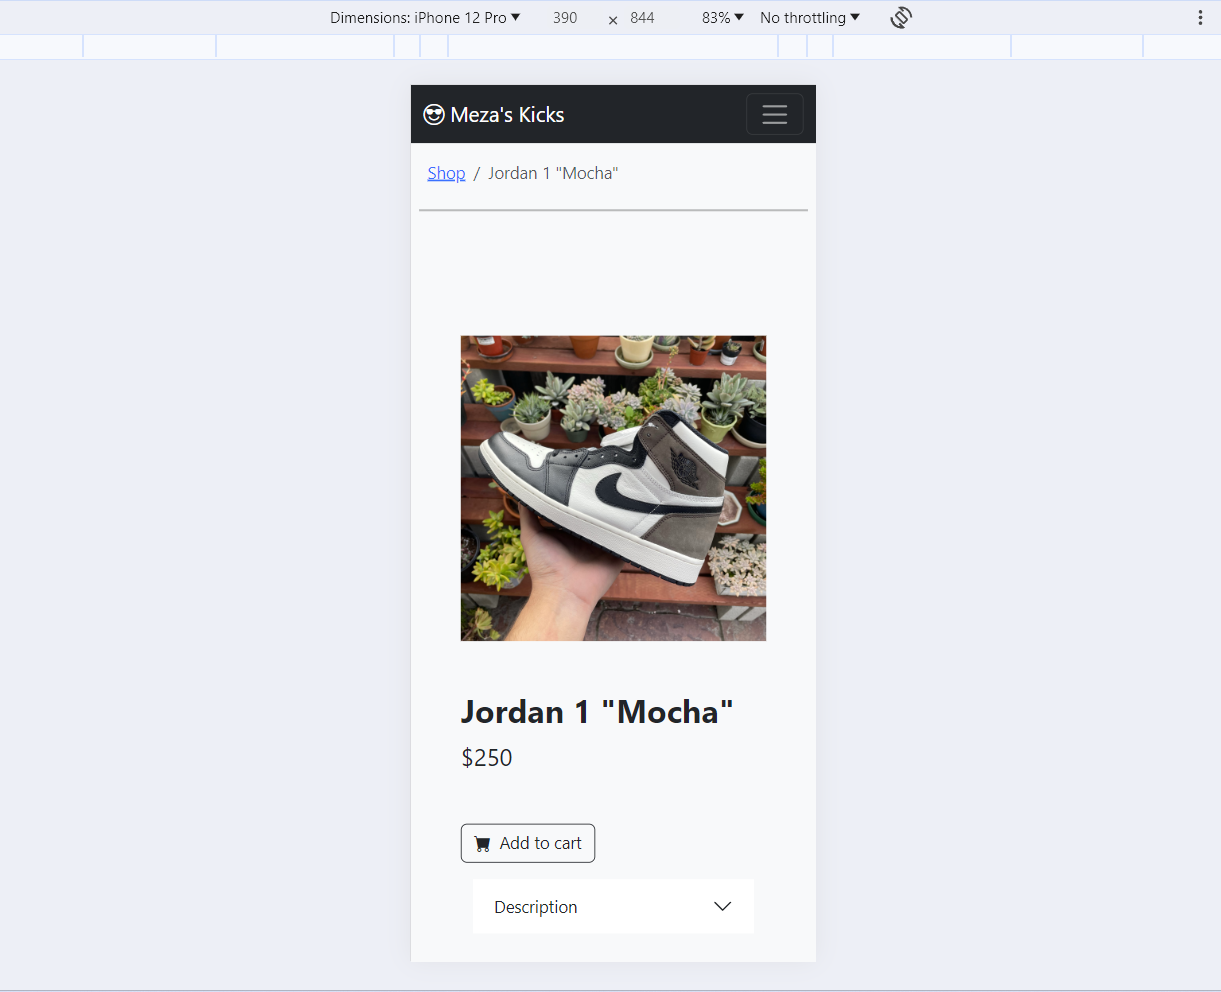 Dimensions: iPhone 12 Pro 390 × 844 83% No throttling
Meza's Kicks
Shop / Jordan 1 "Mocha"
Jordan 1 "Mocha"
$250
Add to cart
Description